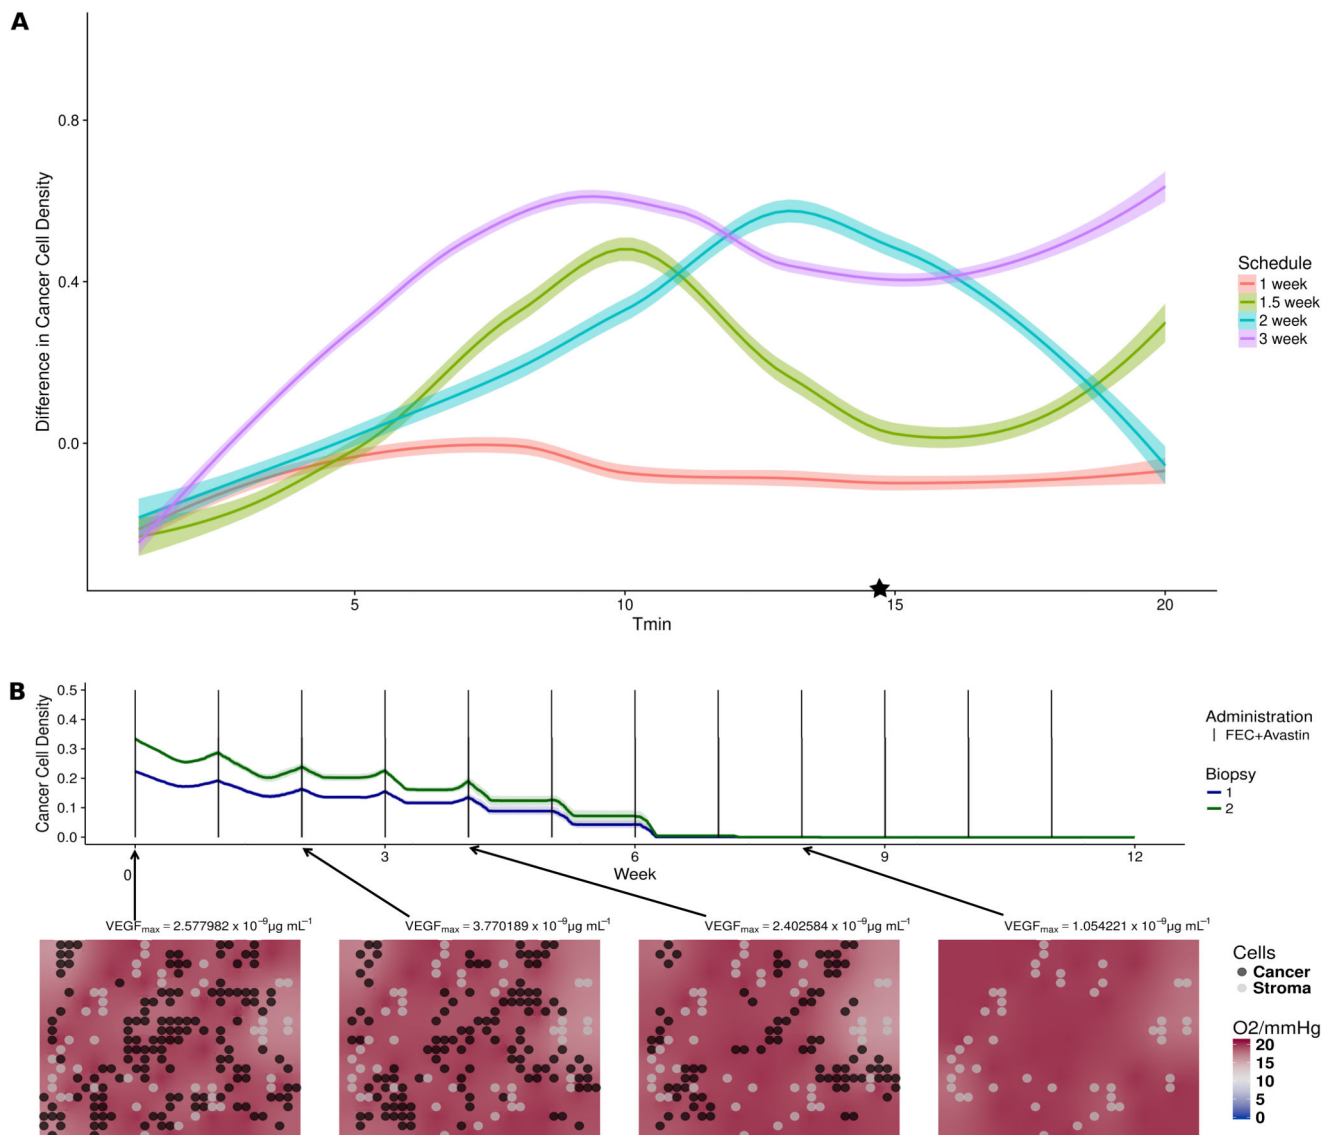 A
Difference in Cancer Cell Density
0.8
0.4
0.0
5 10 15 20
Tmin
Schedule
1 week
1.5 week
2 week
3 week
B
Cancer Cell Density
0.5
0.4
0.3
0.2
0.1
0.0
0 3 6 9 12
Week
Administration
FEC+Avastin
Biopsy
1
2
VEGFmax = 2.577982 x 10⁻⁹µg mL⁻¹
VEGFmax = 3.770189 x 10⁻⁹µg mL⁻¹
VEGFmax = 2.402584 x 10⁻⁹µg mL⁻¹
VEGFmax = 1.054221 x 10⁻⁹µg mL⁻¹
Cells
Cancer
Stroma
O2/mmHg
20
15
10
5
0